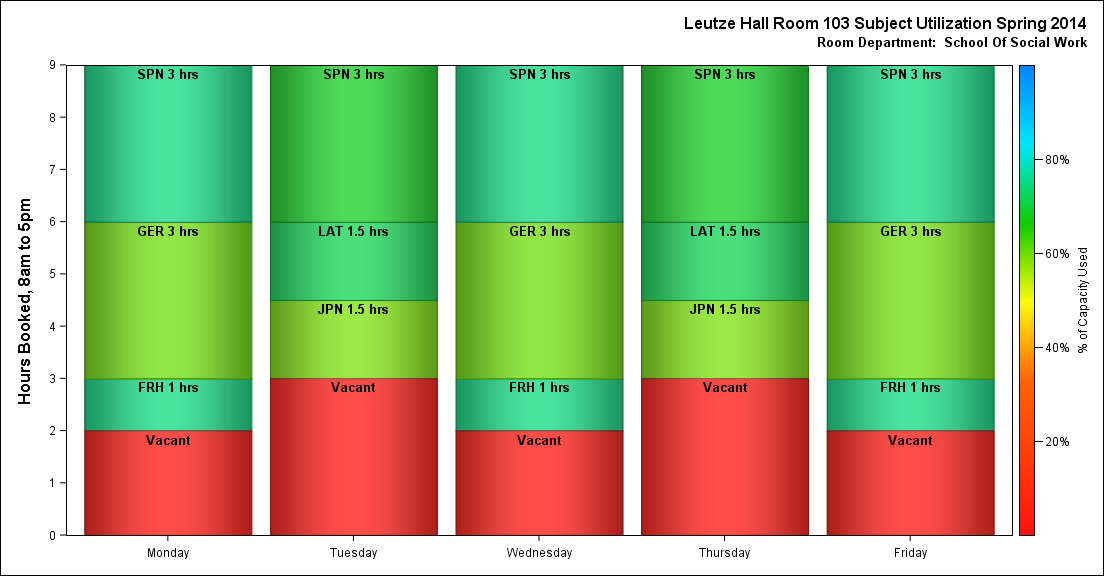 Leutze Hall Room 103 Subject Utilization Spring 2014
Room Department: School Of Social Work
Hours Booked, 8am to 5pm
9
8
7
6
5
4
3
2
1
0
SPN 3 hrs
GER 3 hrs
FRH 1 hrs
Vacant
SPN 3 hrs
LAT 1.5 hrs
JPN 1.5 hrs
Vacant
SPN 3 hrs
GER 3 hrs
FRH 1 hrs
Vacant
SPN 3 hrs
LAT 1.5 hrs
JPN 1.5 hrs
Vacant
SPN 3 hrs
GER 3 hrs
FRH 1 hrs
Vacant
Monday
Tuesday
Wednesday
Thursday
Friday
80%
60%
40%
20%
% of Capacity Used